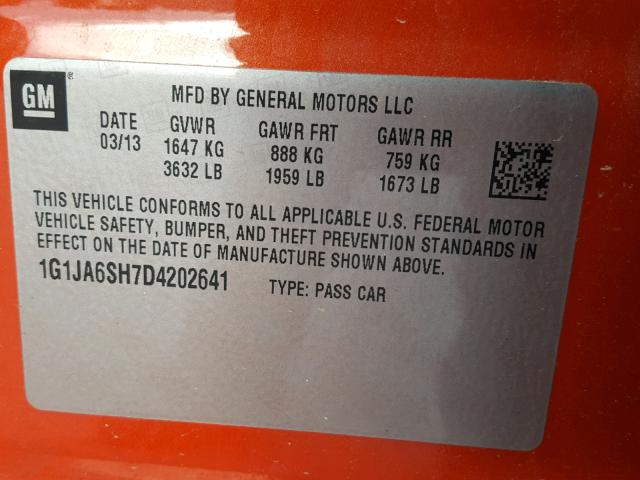 GM ®
MFD BY GENERAL MOTORS LLC
DATE GVWR GAWR FRT GAWR RR
03/13 1647 KG 888 KG 759 KG
3632 LB 1959 LB 1673 LB
THIS VEHICLE CONFORMS TO ALL APPLICABLE U.S. FEDERAL MOTOR
VEHICLE SAFETY, BUMPER, AND THEFT PREVENTION STANDARDS IN
EFFECT ON THE DATE OF MANUFACTURE SHOWN ABOVE.
1G1JA6SH7D4202641 TYPE: PASS CAR